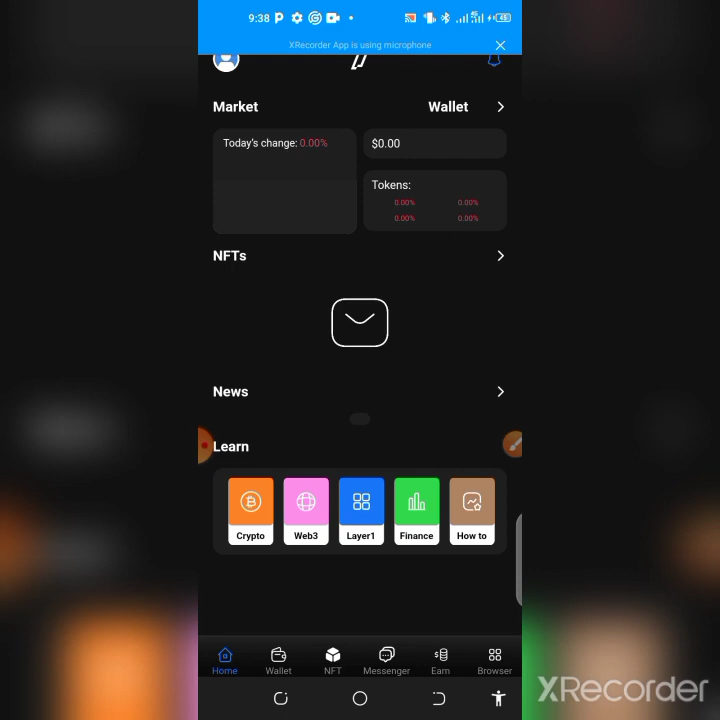 9:38
XRecorder App is using microphone
Market
Wallet
Today's change: 0.00%
$0.00
Tokens:
0.00% 0.00%
0.00% 0.00%
NFTs
News
Learn
Crypto Web3 Layer1 Finance How to
Home Wallet NFT Messenger Earn Browser
XRecorder